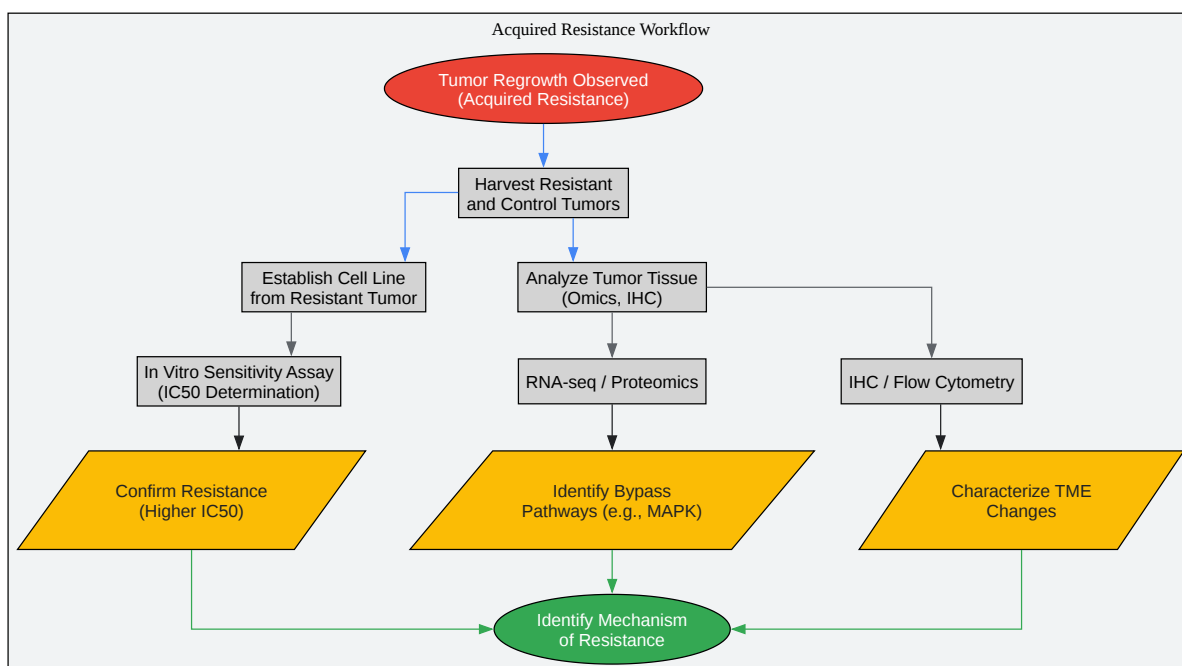 Acquired Resistance Workflow
Tumor Regrowth Observed
(Acquired Resistance)
Harvest Resistant
and Control Tumors
Establish Cell Line
from Resistant Tumor
Analyze Tumor Tissue
(Omics, IHC)
In Vitro Sensitivity Assay
(IC50 Determination)
RNA-seq / Proteomics
IHC / Flow Cytometry
Confirm Resistance
(Higher IC50)
Identify Bypass
Pathways (e.g., MAPK)
Characterize TME
Changes
Identify Mechanism
of Resistance